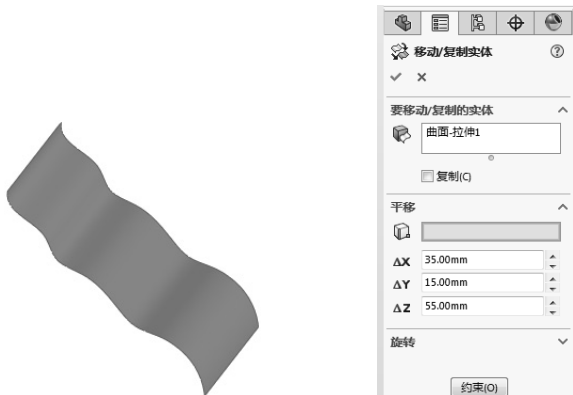 移动/复制实体
要移动/复制的实体
曲面-拉伸1
复制(C)
平移
ΔX 35.00mm
ΔY 15.00mm
ΔZ 55.00mm
旋转
约束(O)